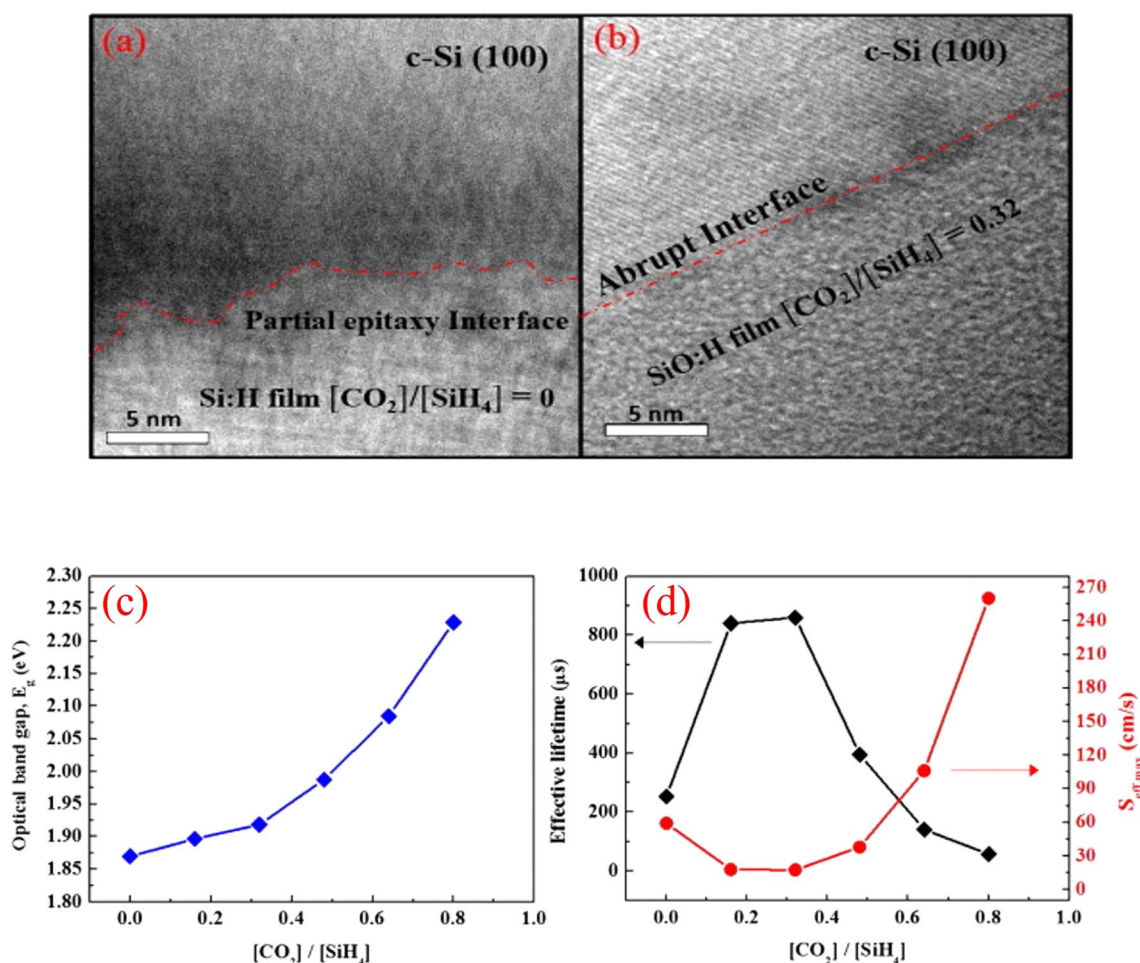 (a)
c-Si (100)
Partial epitaxy Interface
Si:H film [CO₂]/[SiH₄] = 0
5 nm
(b)
c-Si (100)
Abrupt Interface
SiO:H film [CO₂]/[SiH₄] = 0.32
5 nm
(c)
Optical band gap, E_g (eV)
2.30
2.25
2.20
2.15
2.10
2.05
2.00
1.95
1.90
1.85
1.80
0.0 0.2 0.4 0.6 0.8 1.0
[CO₂] / [SiH₄]
(d)
Effective lifetime (μs)
1000
800
600
400
200
0
270
240
210
180
150
120
90
60
30
0
S_eff,max (cm/s)
0.0 0.2 0.4 0.6 0.8 1.0
[CO₂] / [SiH₄]